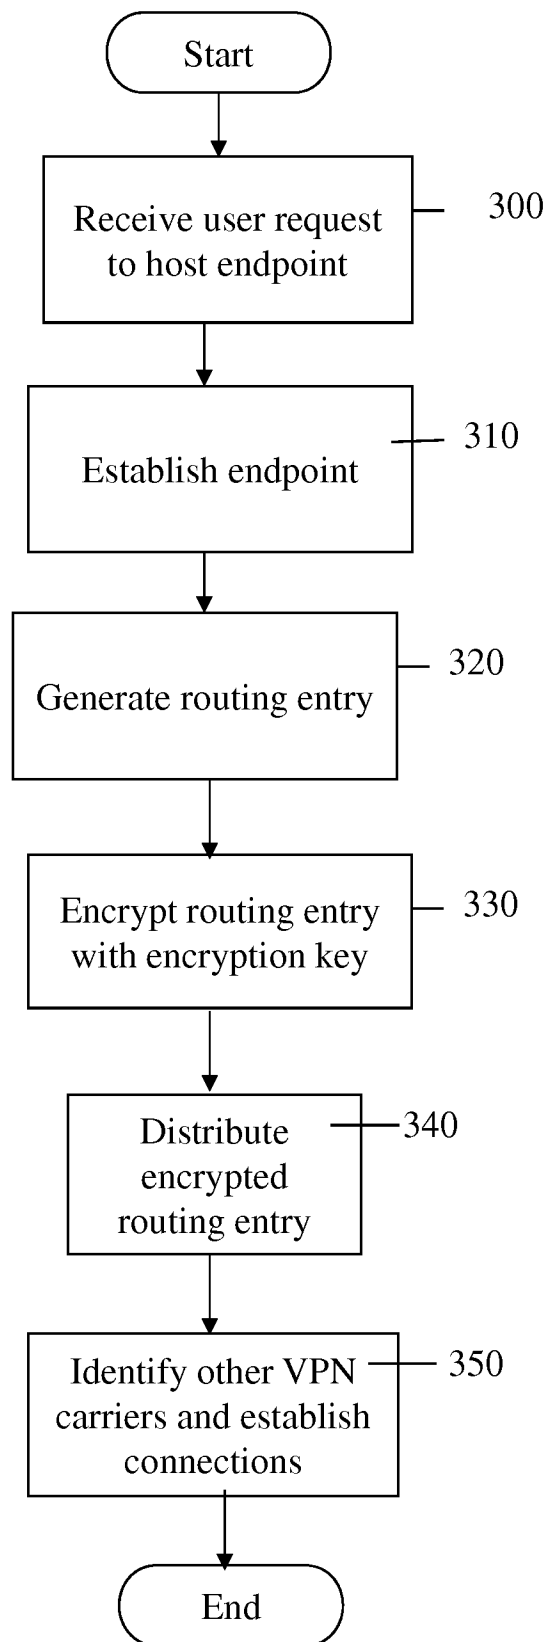 Start
Receive user request
to host endpoint
300
Establish endpoint
310
Generate routing entry
320
Encrypt routing entry
with encryption key
330
Distribute
encrypted
routing entry
340
Identify other VPN
carriers and establish
connections
350
End